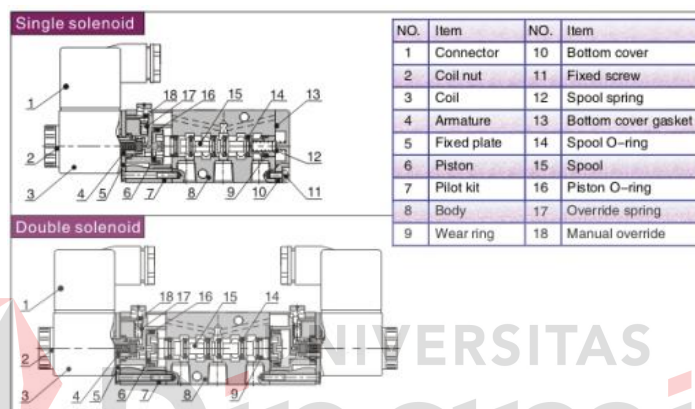 Single solenoid
18 17 16 15 14 13
1
2
12
3
4 5 6 7 8 9 10 11
NO. Item NO. Item
1 Connector 10 Bottom cover
2 Coil nut 11 Fixed screw
3 Coil 12 Spool spring
4 Armature 13 Bottom cover gasket
5 Fixed plate 14 Spool O-ring
6 Piston 15 Spool
7 Pilot kit 16 Piston O-ring
8 Body 17 Override spring
9 Wear ring 18 Manual override
Double solenoid
18 17 16 15 14
1
2
3
4 5 6 7 8 9
UNIVERSITAS